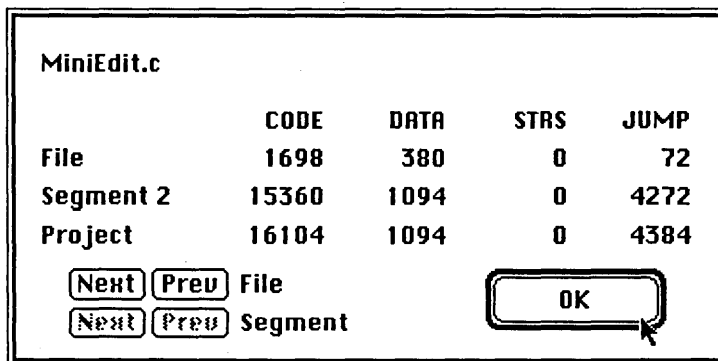 MiniEdit.c
CODE DATA STRS JUMP
File 1698 380 0 72
Segment 2 15360 1094 0 4272
Project 16104 1094 0 4384
Next Prev File
OK
Next Prev Segment